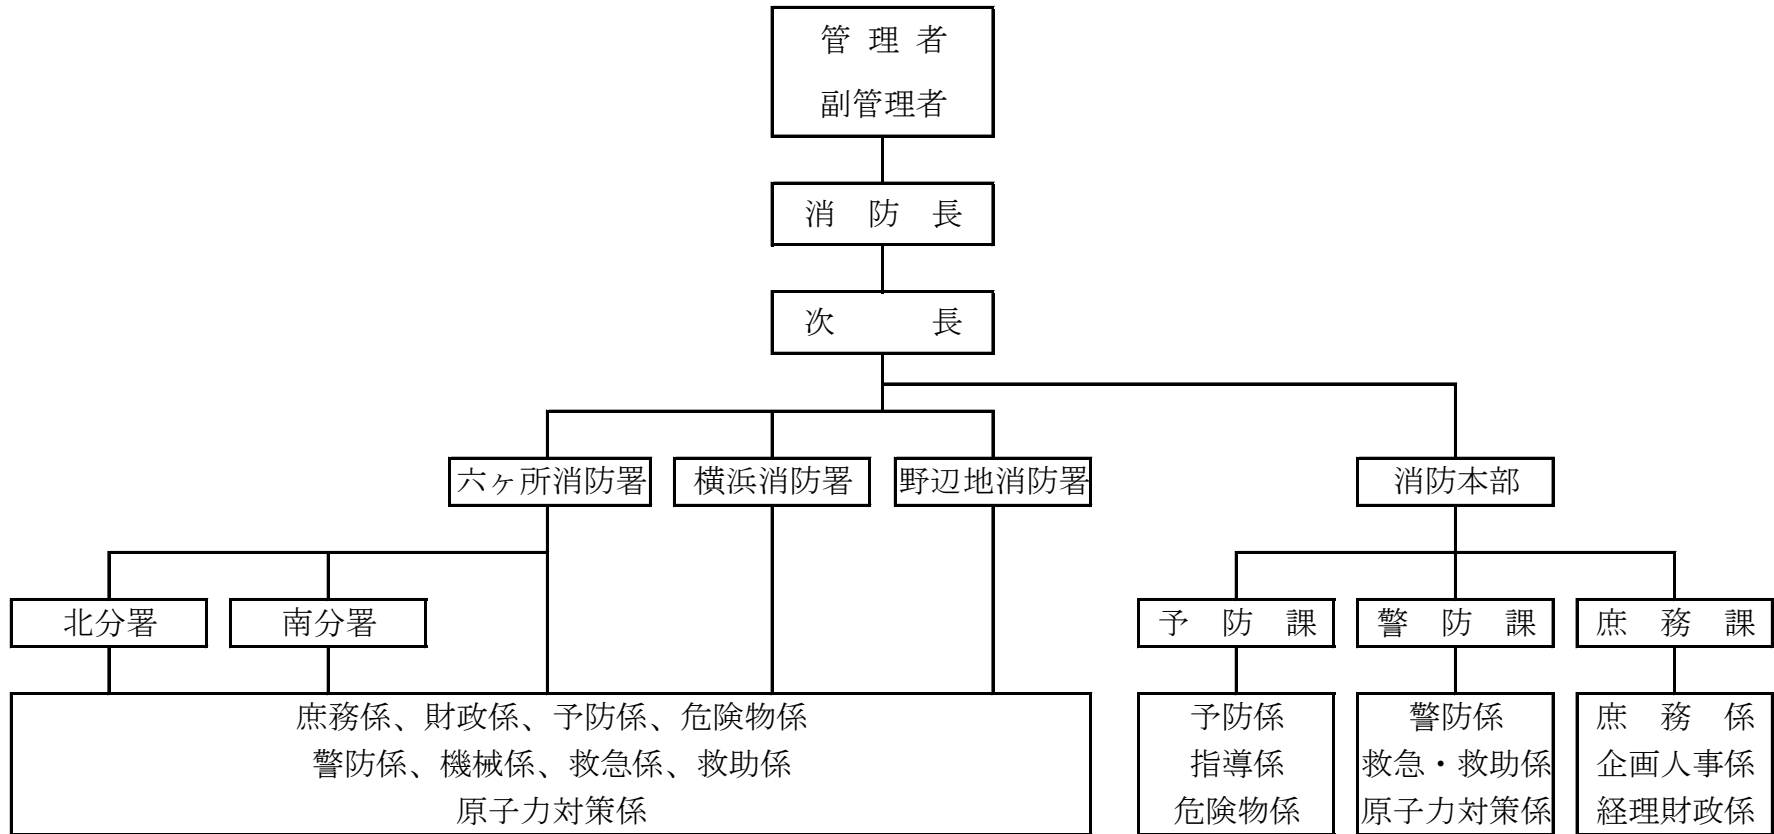 管 理 者
副管理者
消　防　長
次　　　長
六ヶ所消防署
横浜消防署
野辺地消防署
消防本部
北分署
南分署
予　防　課
警　防　課
庶　務　課
庶務係、財政係、予防係、危険物係
警防係、機械係、救急係、救助係
原子力対策係
予防係
指導係
危険物係
警防係
救急・救助係
原子力対策係
庶　務　係
企画人事係
経理財政係